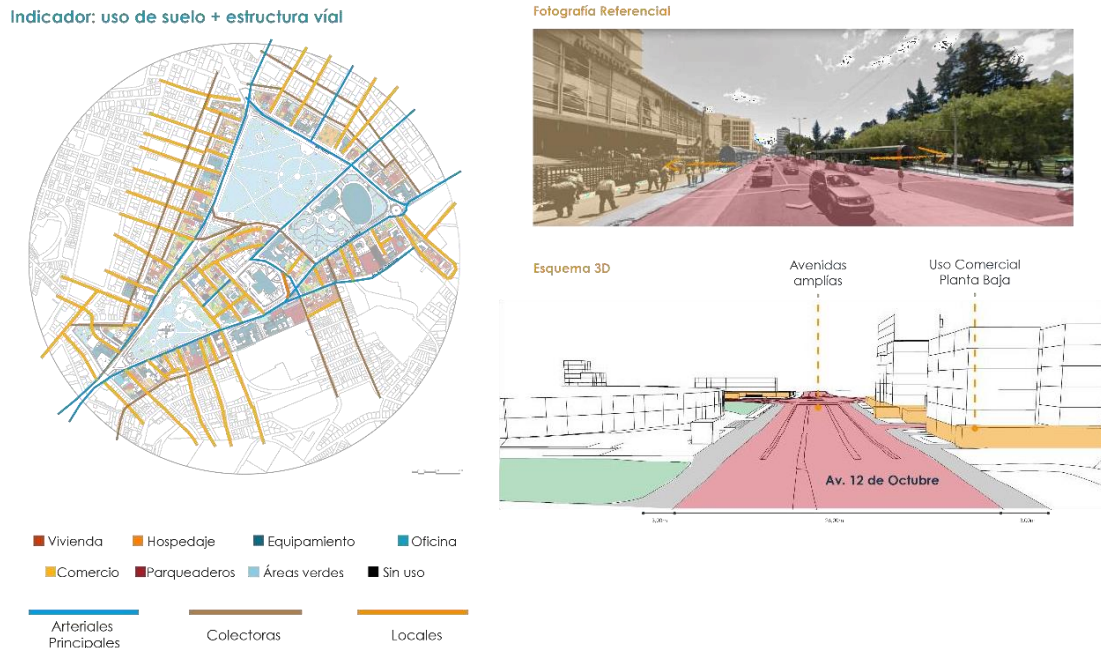 Indicador: uso de suelo + estructura víal
Fotografía Referencial
Esquema 3D
Avenidas
amplías
Uso Comercial
Planta Baja
Av. 12 de Octubre
Vivienda
Hospedaje
Equipamiento
Oficina
Comercio
Parqueaderos
Áreas verdes
Sin uso
Arteriales
Principales
Colectoras
Locales